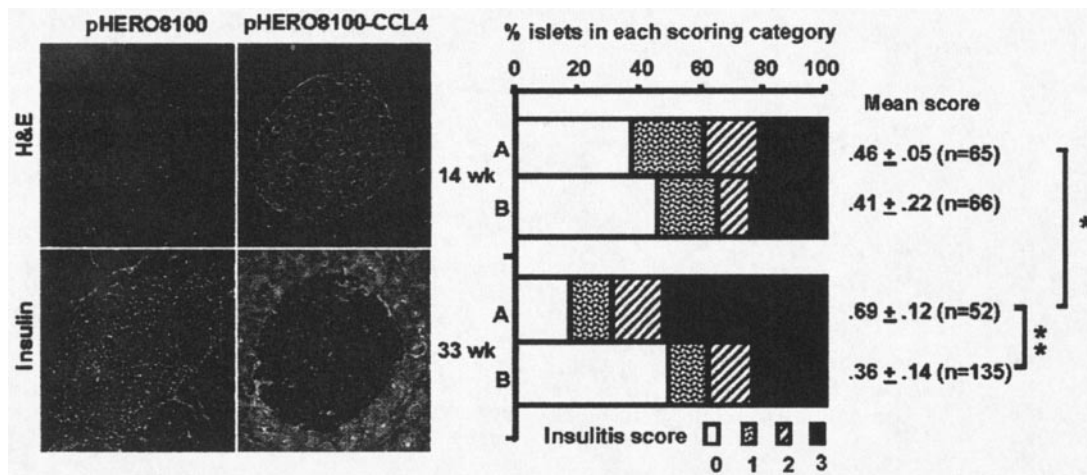 pHERO8100 pHERO8100-CCL4
H&E
Insulin
% islets in each scoring category
0 20 40 60 80 100
Mean score
14 wk
A
.46 ± .05 (n=65)
B
.41 ± .22 (n=66)
*
33 wk
A
.69 ± .12 (n=52)
B
.36 ± .14 (n=135)
**
Insulitis score
0 1 2 3